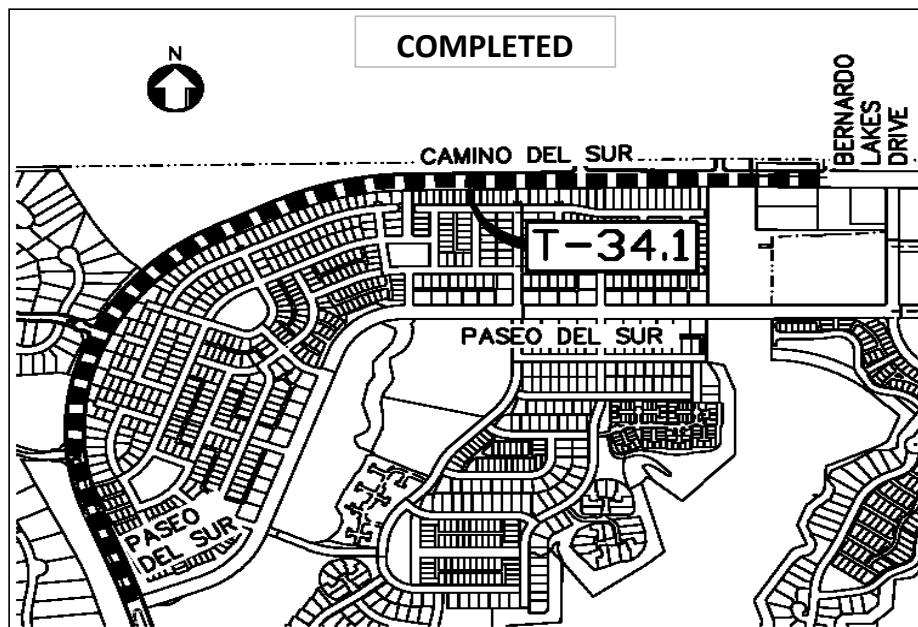 COMPLETED
N
BERNARDO
LAKES
DRIVE
CAMINO DEL SUR
T-34.1
PASEO DEL SUR
PASEO
DEL SUR